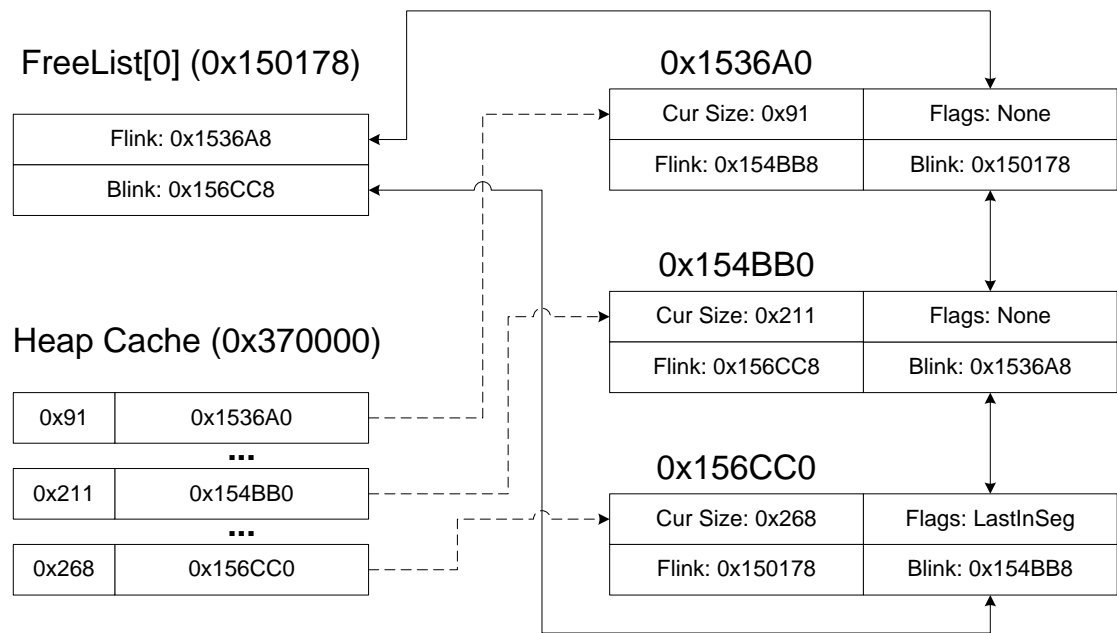 FreeList[0] (0x150178)
Flink: 0x1536A8
Blink: 0x156CC8
Heap Cache (0x370000)
0x91 0x1536A0
...
0x211 0x154BB0
...
0x268 0x156CC0
0x1536A0
Cur Size: 0x91 Flags: None
Flink: 0x154BB8 Blink: 0x150178
0x154BB0
Cur Size: 0x211 Flags: None
Flink: 0x156CC8 Blink: 0x1536A8
0x156CC0
Cur Size: 0x268 Flags: LastInSeg
Flink: 0x150178 Blink: 0x154BB8